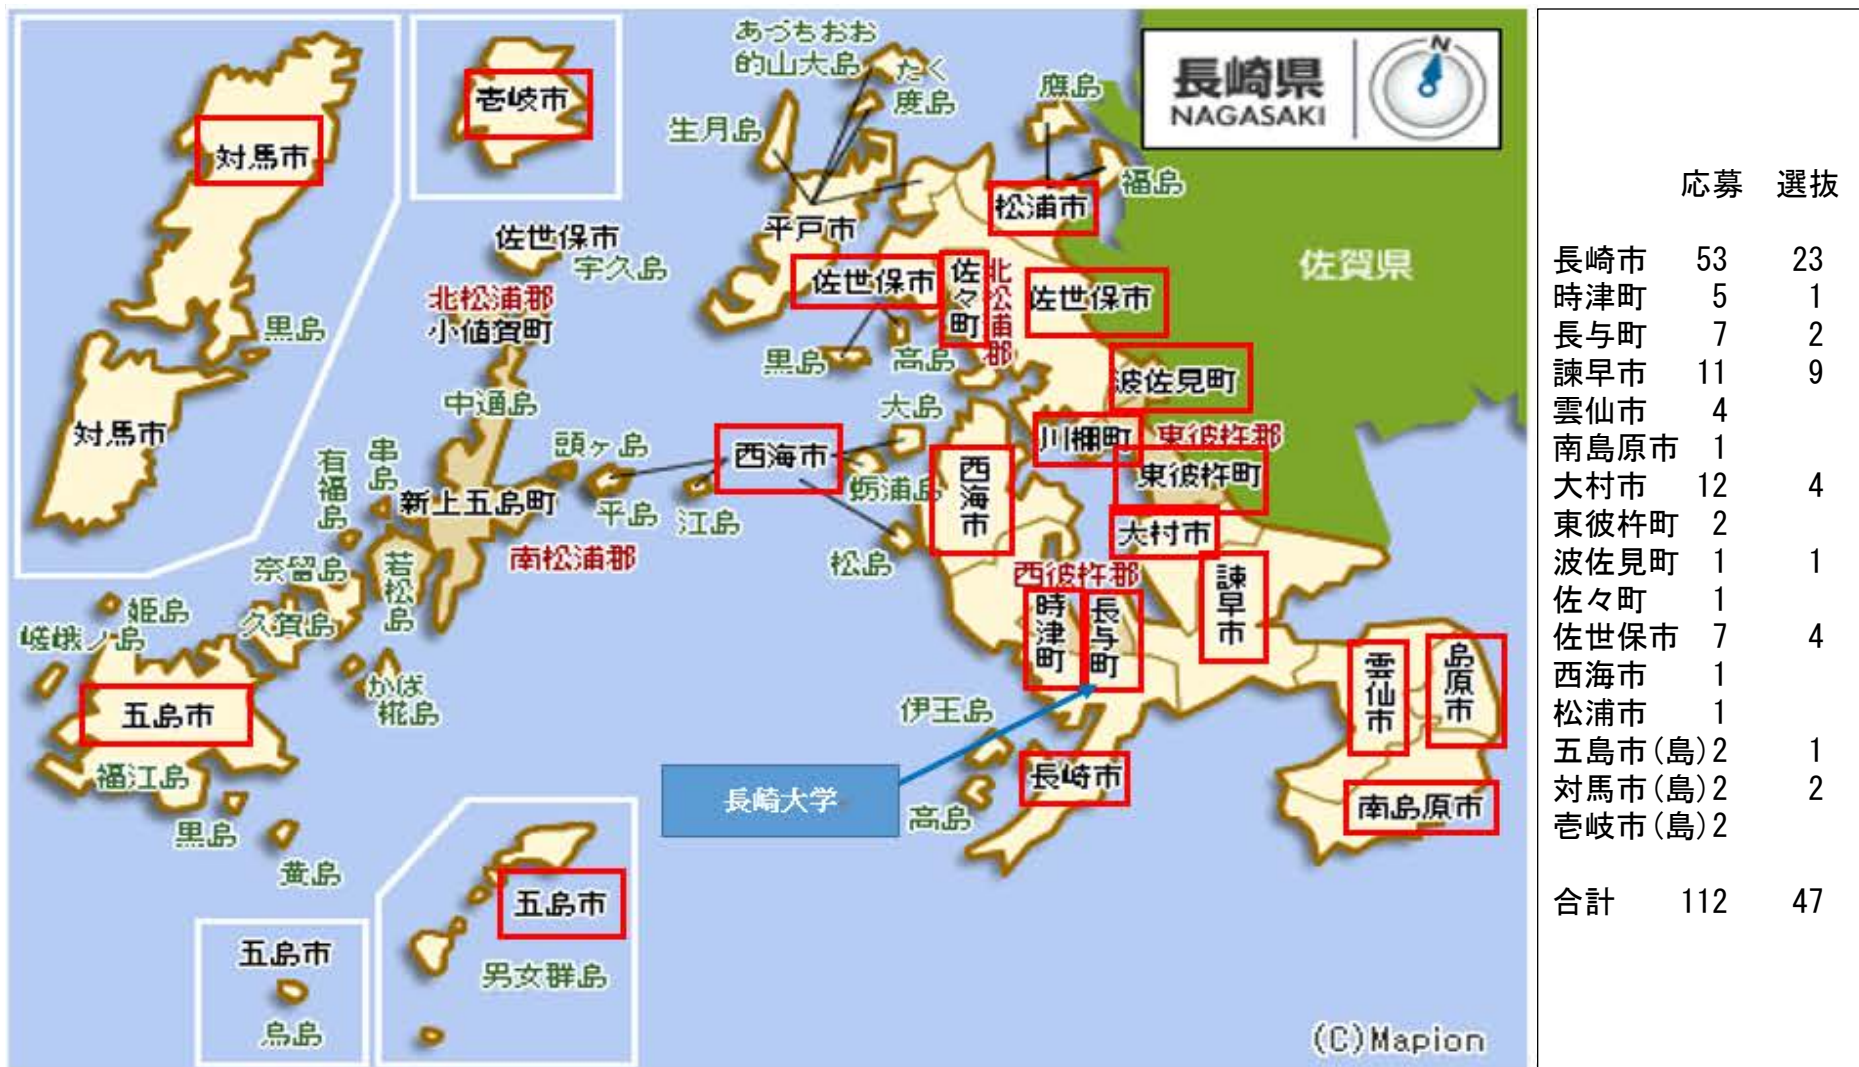 あづちおお
的山大島
たく
度島
生月島
鷹島
福島
長崎県
NAGASAKI
N
佐賀県
対馬市
壱岐市
松浦市
平戸市
佐世保市
宇久島
北松浦郡
小値賀町
佐世保市
佐々町
北松浦郡
佐世保市
黒島
黒島
高島
波佐見町
対馬市
中通島
大島
川棚町
東彼杵郡
頭ヶ島
西海市
西海市
蛎浦島
東彼杵町
有福島
串島
新上五島町
平島
江島
大村市
松島
南松浦郡
若松島
奈留島
西彼杵郡
諫早市
時津町
長与町
姫島
嵯峨ノ島
久賀島
かば
椛島
五島市
伊王島
雲仙市
島原市
福江島
長崎大学
長崎市
高島
南島原市
黒島
黄島
五島市
五島市
男女群島
鳥島
(C)Mapion
応募 選抜
長崎市 53 23
時津町 5 1
長与町 7 2
諫早市 11 9
雲仙市 4
南島原市 1
大村市 12 4
東彼杵町 2
波佐見町 1 1
佐々町 1
佐世保市 7 4
西海市 1
松浦市 1
五島市(島)2 1
対馬市(島)2 2
壱岐市(島)2
合計 112 47